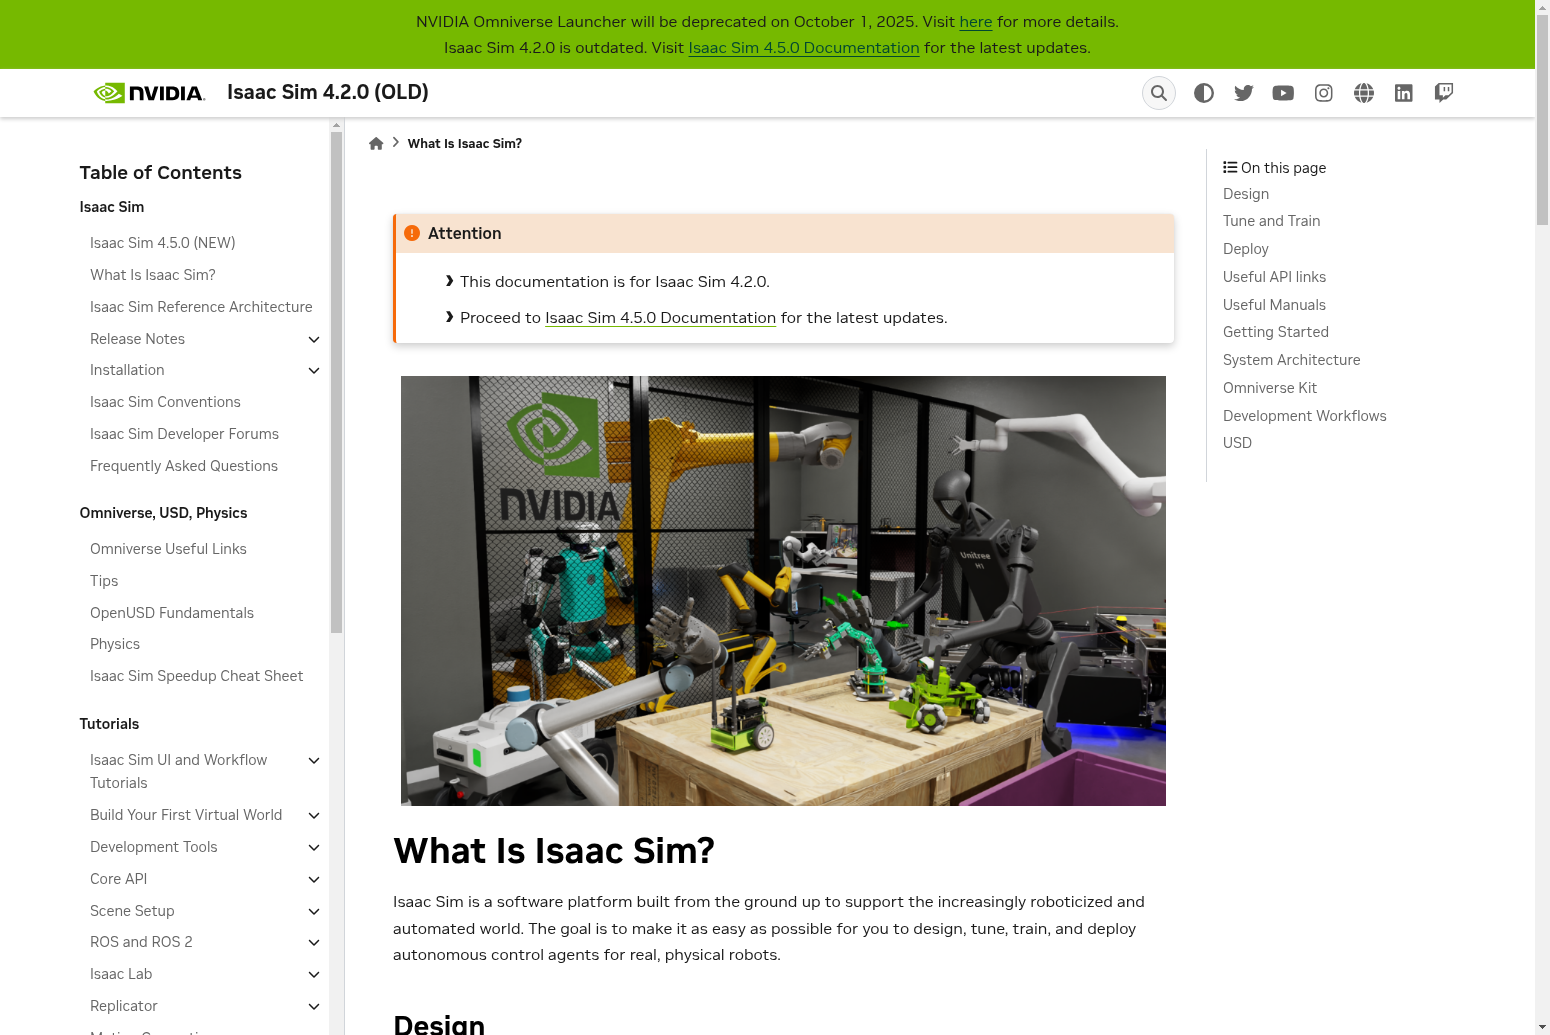 NVIDIA Omniverse Launcher will be deprecated on October 1, 2025. Visit here for more details.
Isaac Sim 4.2.0 is outdated. Visit Isaac Sim 4.5.0 Documentation for the latest updates.
NVIDIA.
Isaac Sim 4.2.0 (OLD)
Table of Contents
Isaac Sim
Isaac Sim 4.5.0 (NEW)
What Is Isaac Sim?
Isaac Sim Reference Architecture
Release Notes
Installation
Isaac Sim Conventions
Isaac Sim Developer Forums
Frequently Asked Questions
Omniverse, USD, Physics
Omniverse Useful Links
Tips
OpenUSD Fundamentals
Physics
Isaac Sim Speedup Cheat Sheet
Tutorials
Isaac Sim UI and Workflow
Tutorials
Build Your First Virtual World
Development Tools
Core API
Scene Setup
ROS and ROS 2
Isaac Lab
Replicator
What Is Isaac Sim?
Attention
This documentation is for Isaac Sim 4.2.0.
Proceed to Isaac Sim 4.5.0 Documentation for the latest updates.
NVIDIA
Unitree
H1
What Is Isaac Sim?
Isaac Sim is a software platform built from the ground up to support the increasingly roboticized and
automated world. The goal is to make it as easy as possible for you to design, tune, train, and deploy
autonomous control agents for real, physical robots.
Design
On this page
Design
Tune and Train
Deploy
Useful API links
Useful Manuals
Getting Started
System Architecture
Omniverse Kit
Development Workflows
USD